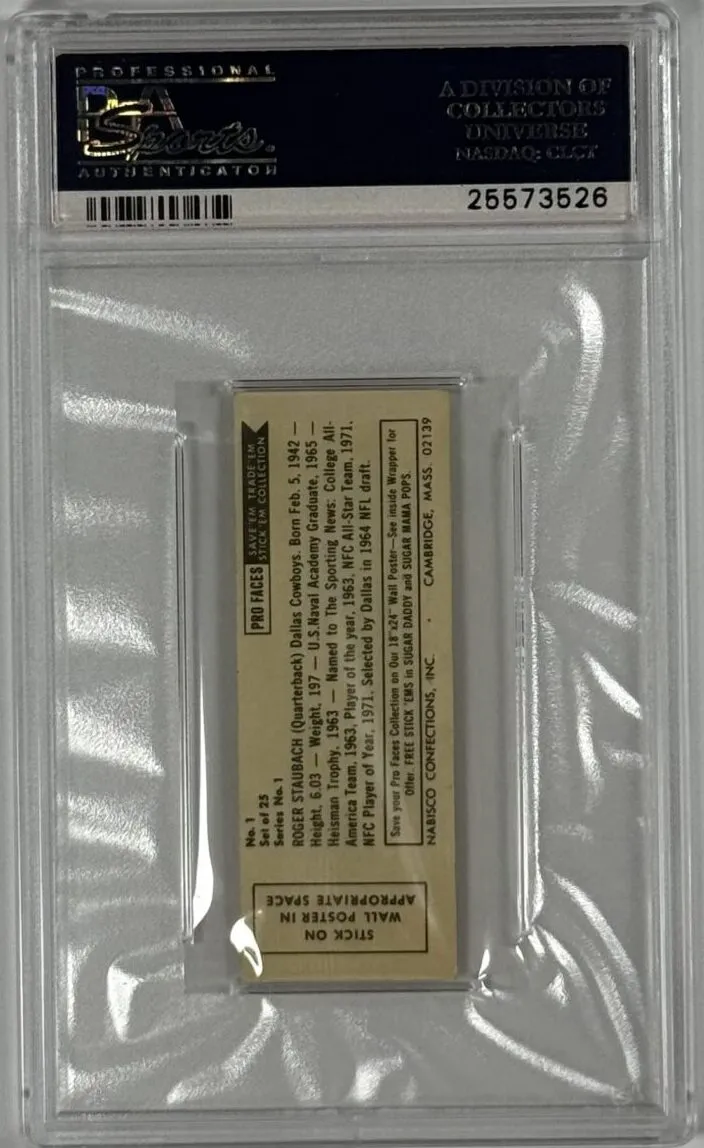 PROFESSIONAL
PSA
Sports.
AUTHENTICATOR
A DIVISION OF
COLLECTORS
UNIVERSE
NASDAQ: CLCT
25573526
PRO FACES
SAVE 'EM TRADE 'EM
STICK 'EM COLLECTION
No. 1
Set of 25
Series No. 1
ROGER STAUBACH (Quarterback) Dallas Cowboys. Born Feb. 5, 1942 —
Height, 6.03 — Weight, 197 — U.S.Naval Academy Graduate, 1965 —
Heisman Trophy, 1963 — Named to The Sporting News: College All-
America Team, 1963, Player of the year, 1963, NFC All-Star Team, 1971,
NFC Player of Year, 1971. Selected by Dallas in 1964 NFL draft.
Save your Pro Faces Collection on Our 18"x24" Wall Poster—See inside Wrapper for
Offer. FREE STICK 'EMS in SUGAR DADDY and SUGAR MAMA POPS.
NABISCO CONFECTIONS, INC. • CAMBRIDGE, MASS. 02139
STICK ON
WALL POSTER IN
APPROPRIATE SPACE